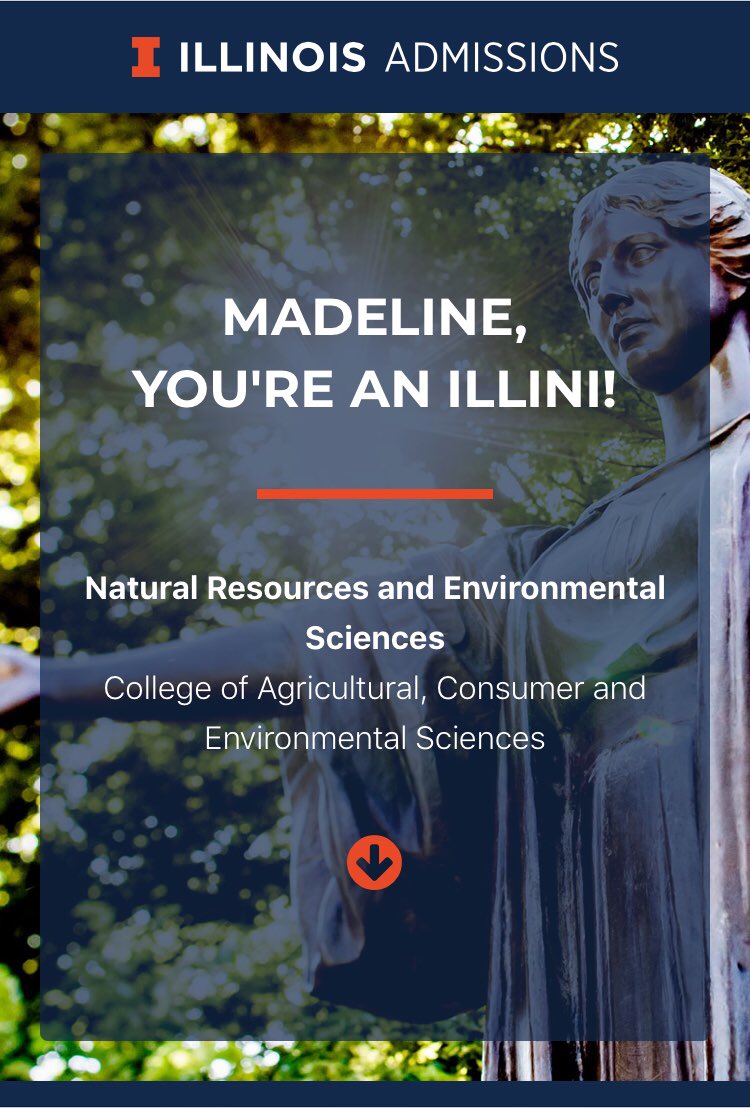 ILLINOIS ADMISSIONS
MADELINE,
YOU'RE AN ILLINI!
Natural Resources and Environmental
Sciences
College of Agricultural, Consumer and
Environmental Sciences